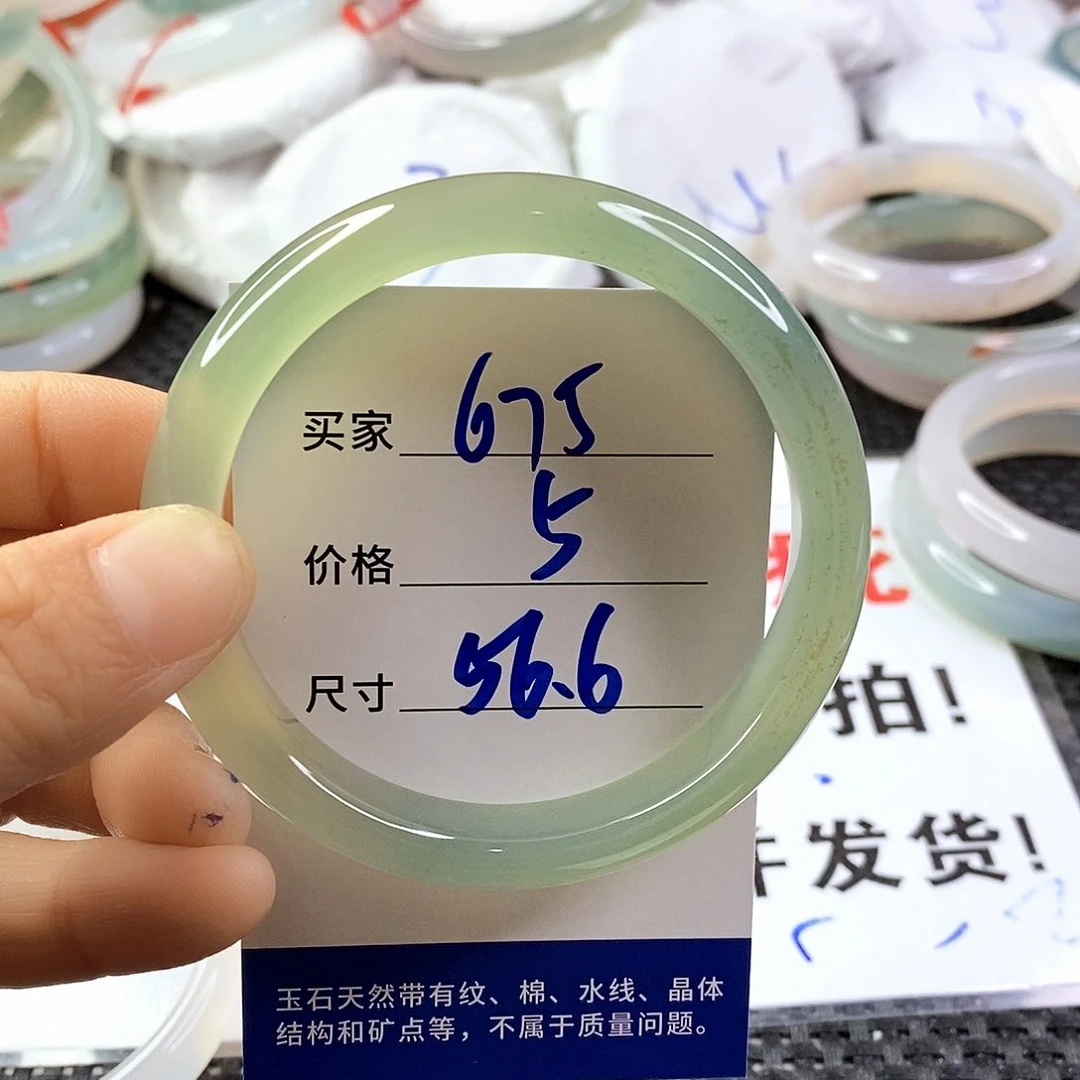 买家 675
价格 5
尺寸 56.6
玉石天然带有纹、棉、水线、晶体
结构和矿点等，不属于质量问题。
拍！
发货！